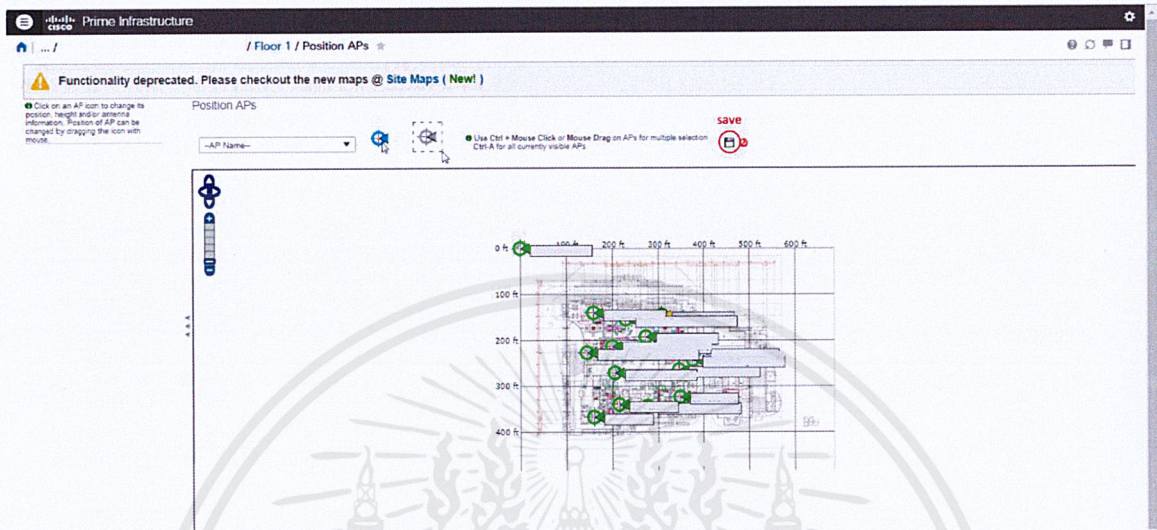 cisco Prime Infrastructure
... /
/ Floor 1 / Position APs
Functionality deprecated. Please checkout the new maps @ Site Maps ( New! )
Click on an AP icon to change its
position, height and/or antenna
information. Position of AP can be
changed by dragging the icon with
mouse.
Position APs
--AP Name--
Use Ctrl + Mouse Click or Mouse Drag on APs for multiple selection
Ctrl-A for all currently visible APs
save
0 ft 100 ft 200 ft 300 ft 400 ft 500 ft 600 ft
100 ft
200 ft
300 ft
400 ft